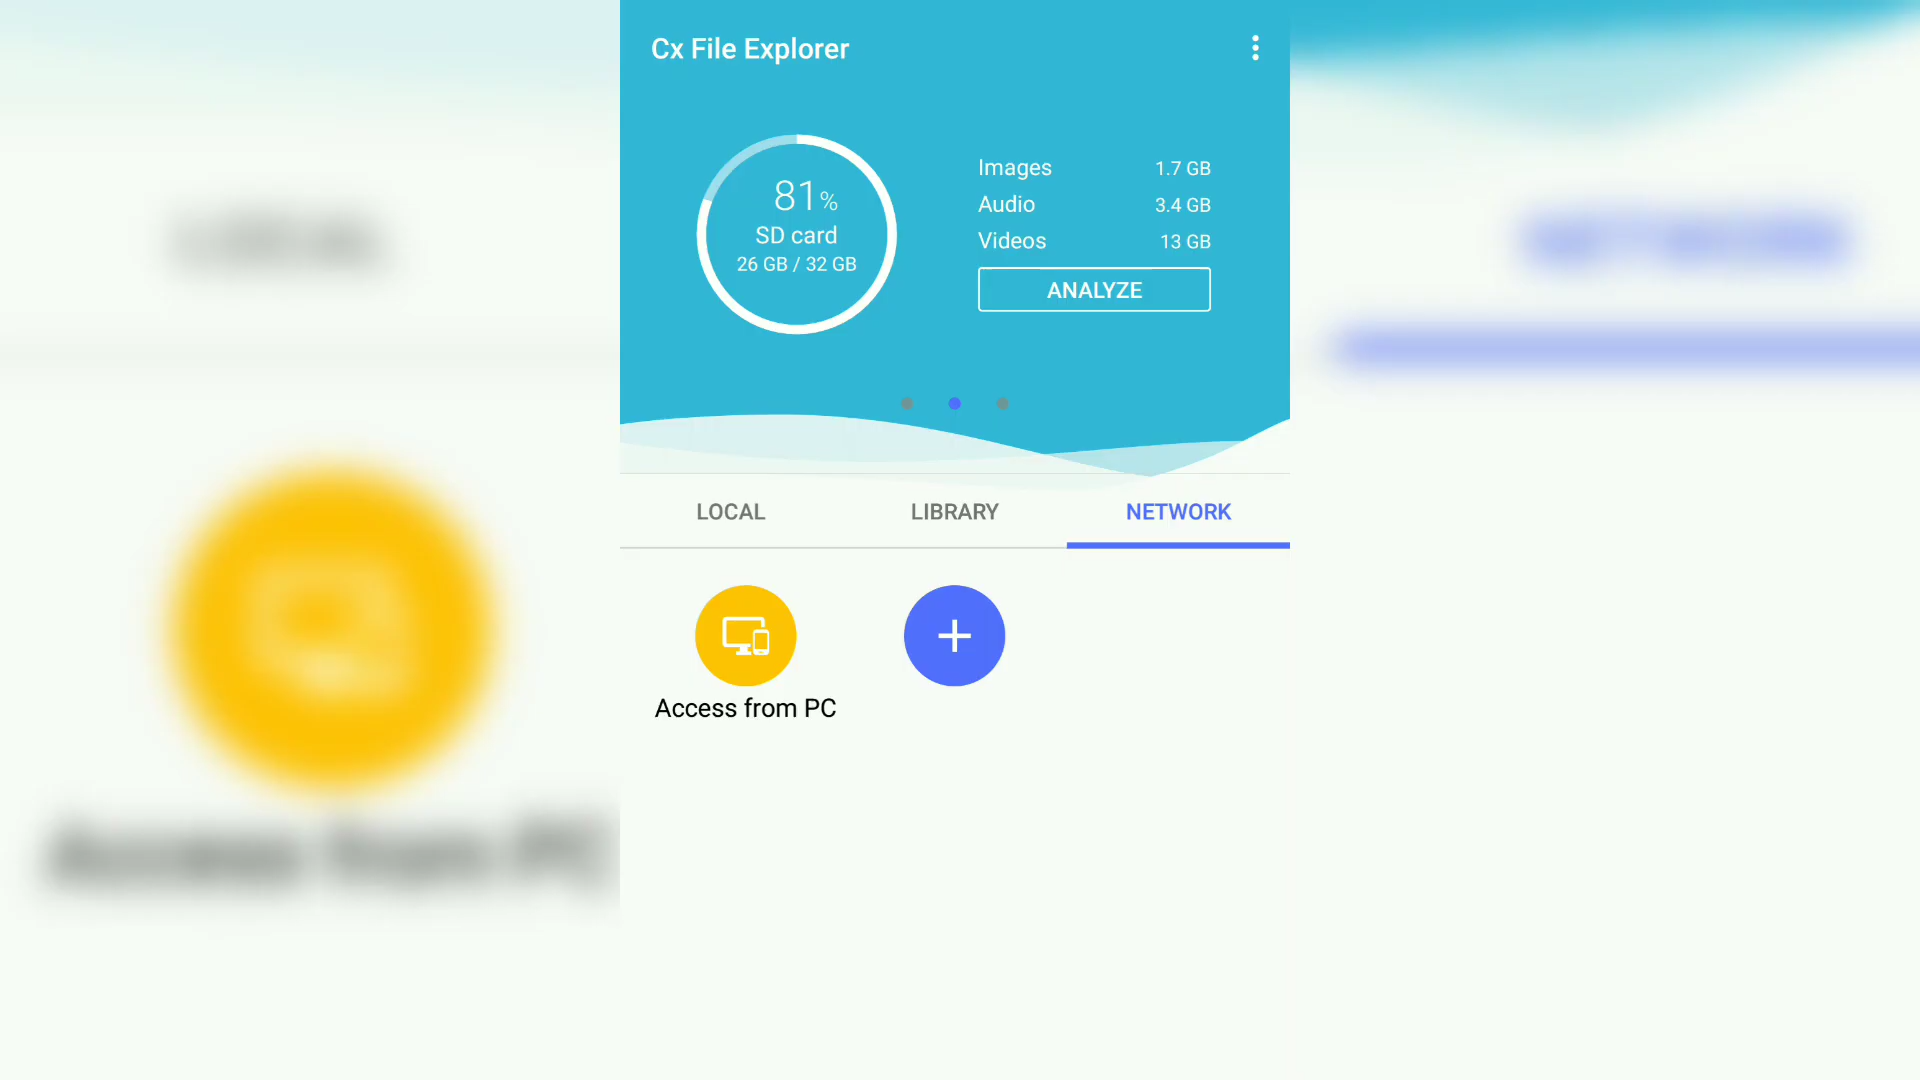 Cx File Explorer
81%
SD card
26 GB / 32 GB
Images 1.7 GB
Audio 3.4 GB
Videos 13 GB
ANALYZE
LOCAL LIBRARY NETWORK
Access from PC